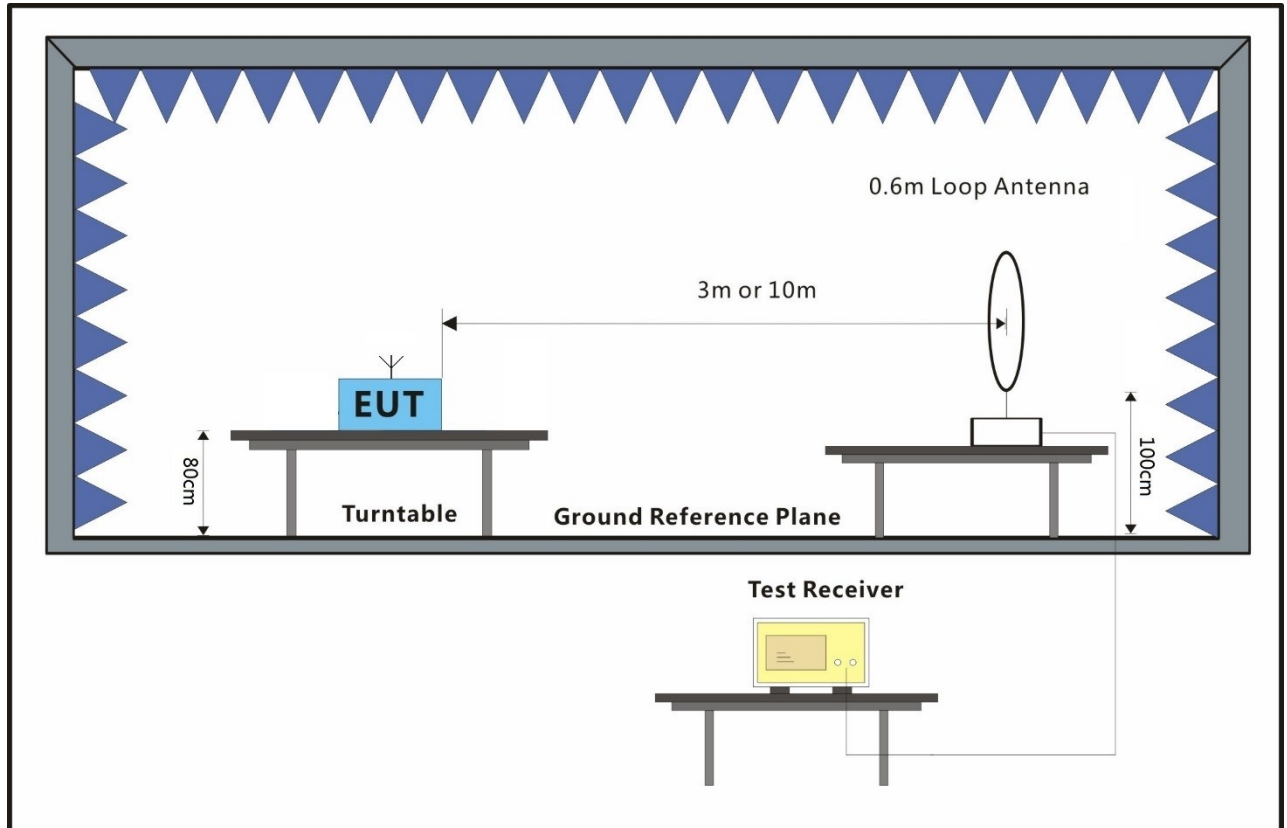 0.6m Loop Antenna
3m or 10m
EUT
80cm
100cm
Turntable
Ground Reference Plane
Test Receiver